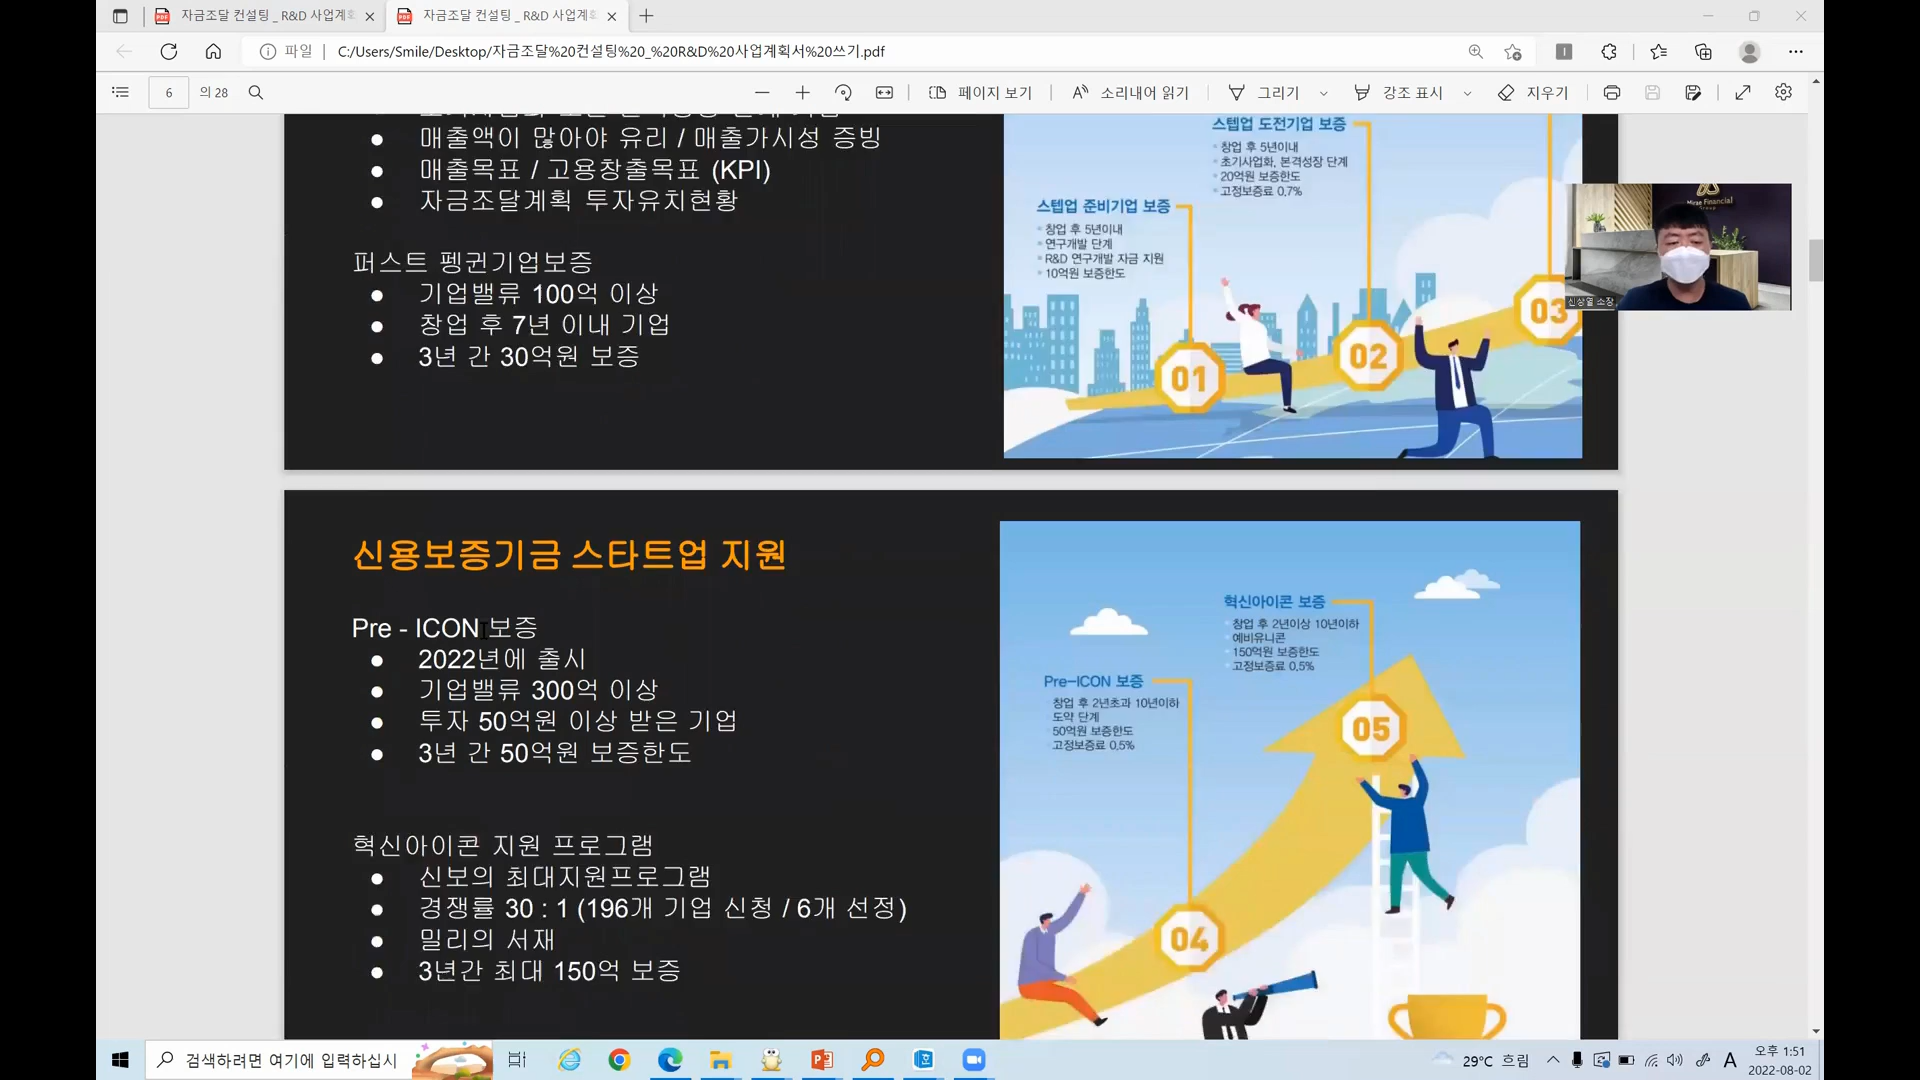 자금조달 컨설팅 _ R&D 사업계획
자금조달 컨설팅 _ R&D 사업계획
파일
C:/Users/Smile/Desktop/자금조달%20컨설팅%20_%20R&D%20사업계획서%20쓰기.pdf
6
의 28
페이지 보기
소리내어 읽기
그리기
강조 표시
지우기
매출액이 많아야 유리 / 매출가시성 증빙
매출목표 / 고용창출목표 (KPI)
자금조달계획 투자유치현황
퍼스트 펭귄기업보증
기업밸류 100억 이상
창업 후 7년 이내 기업
3년 간 30억원 보증
스텝업 도전기업 보증
창업 후 5년이내
초기사업화, 본격성장 단계
20억원 보증한도
고정보증료 0.7%
스텝업 준비기업 보증
창업 후 5년이내
연구개발 단계
R&D 연구개발 자금 지원
10억원 보증한도
01
02
03
Mirae Financial
Group
신상열 소장
신용보증기금 스타트업 지원
Pre - ICON 보증
2022년에 출시
기업밸류 300억 이상
투자 50억원 이상 받은 기업
3년 간 50억원 보증한도
혁신아이콘 지원 프로그램
신보의 최대지원프로그램
경쟁률 30 : 1 (196개 기업 신청 / 6개 선정)
밀리의 서재
3년간 최대 150억 보증
혁신아이콘 보증
창업 후 2년이상 10년이하
예비유니콘
150억원 보증한도
고정보증료 0.5%
Pre-ICON 보증
창업 후 2년초과 10년이하
도약 단계
50억원 보증한도
고정보증료 0.5%
05
04
검색하려면 여기에 입력하십시
29°C 흐림
A
오후 1:51
2022-08-02